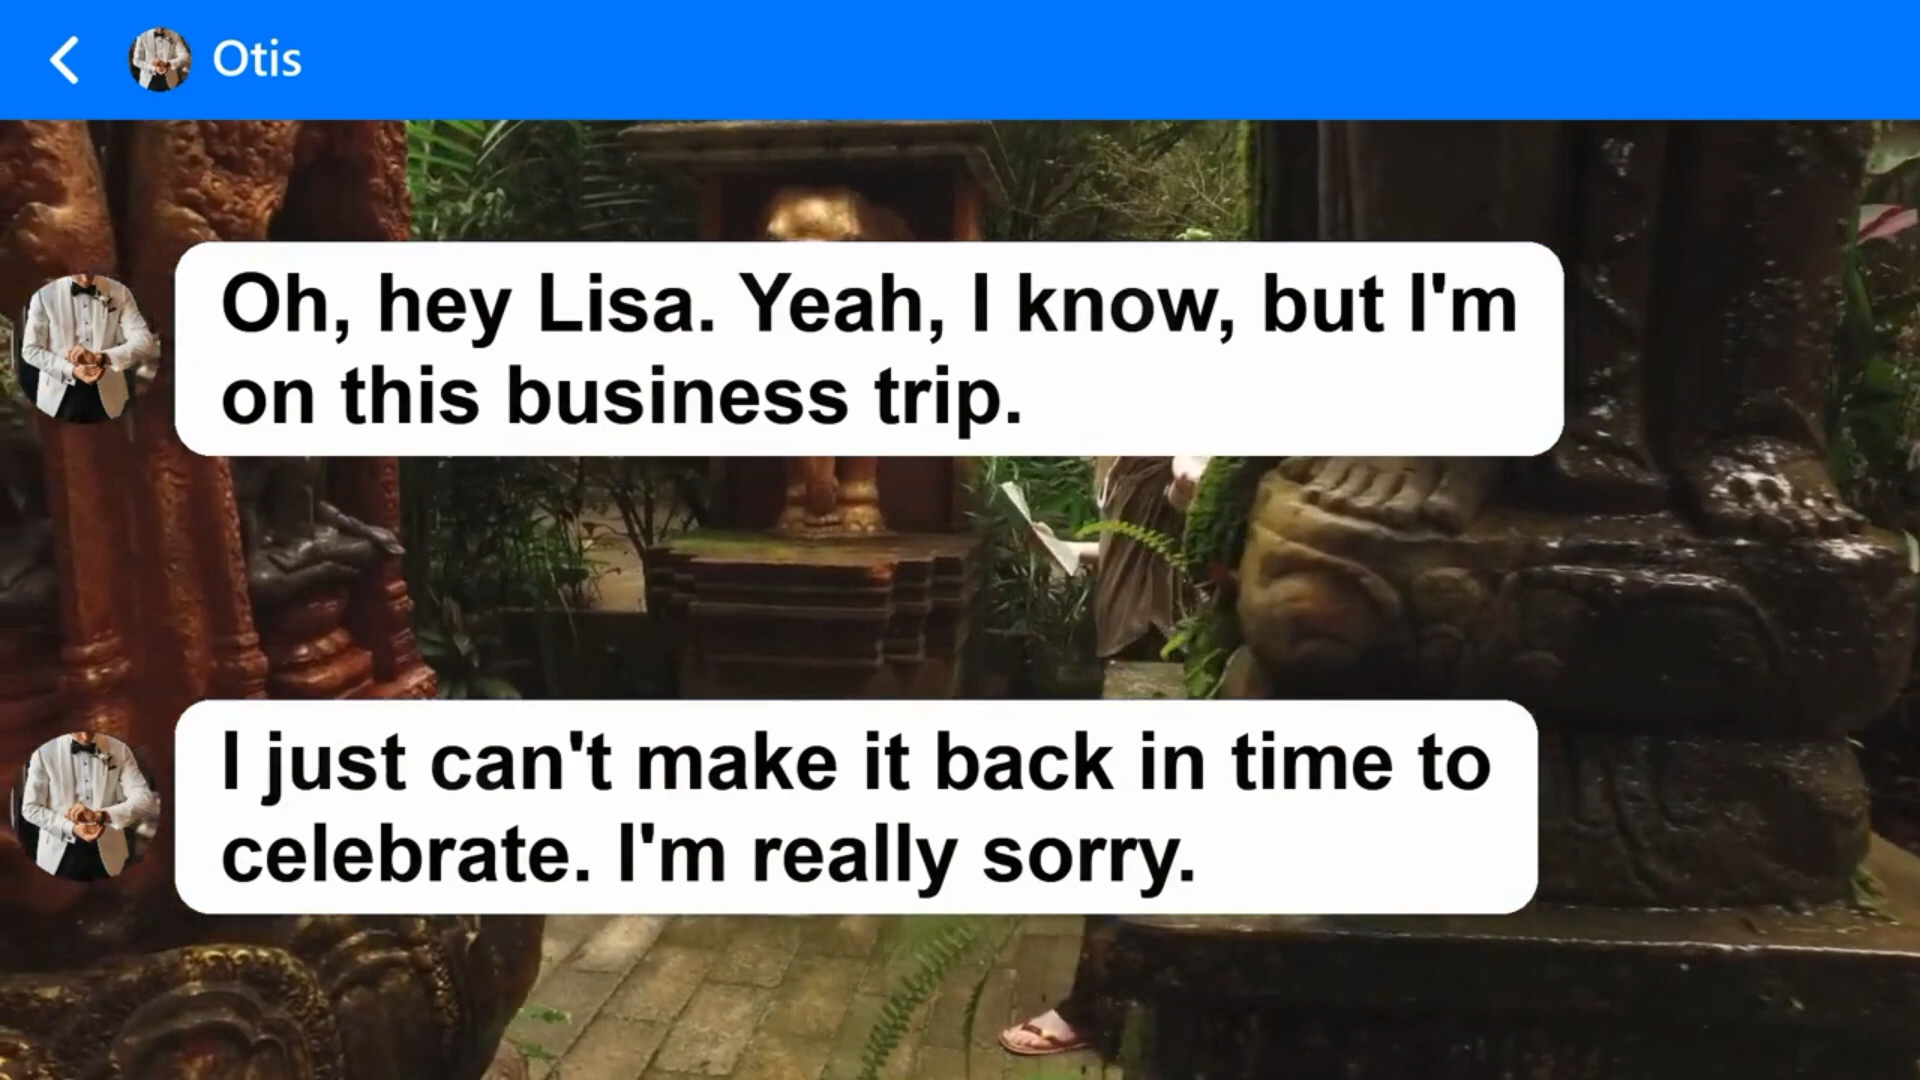 Otis
Oh, hey Lisa. Yeah, I know, but I'm
on this business trip.
I just can't make it back in time to
celebrate. I'm really sorry.